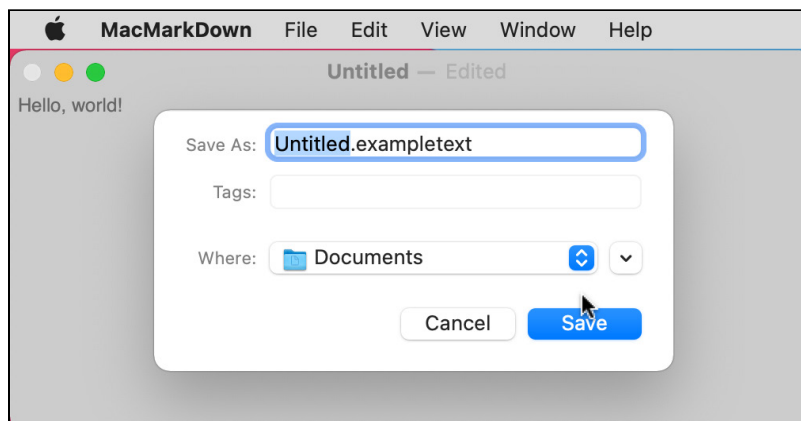 MacMarkDown File Edit View Window Help
Untitled — Edited
Hello, world!
Save As: Untitled.exampletext
Tags:
Where: Documents
Cancel Save